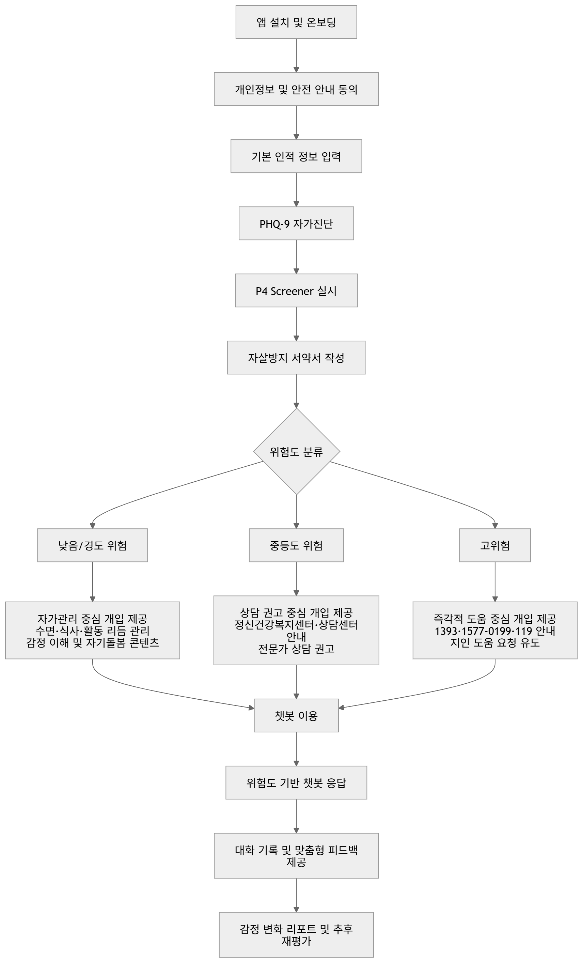 앱 설치 및 온보딩
개인정보 및 안전 안내 동의
기본 인적 정보 입력
PHQ-9 자가진단
P4 Screener 실시
자살방지 서약서 작성
위험도 분류
낮음/경도 위험
중등도 위험
고위험
자가관리 중심 개입 제공
수면·식사·활동 리듬 관리
감정 이해 및 자기돌봄 콘텐츠
상담 권고 중심 개입 제공
정신건강복지센터·상담센터
안내
전문가 상담 권고
즉각적 도움 중심 개입 제공
1393·1577-0199·119 안내
지인 도움 요청 유도
챗봇 이용
위험도 기반 챗봇 응답
대화 기록 및 맞춤형 피드백
제공
감정 변화 리포트 및 추후
재평가